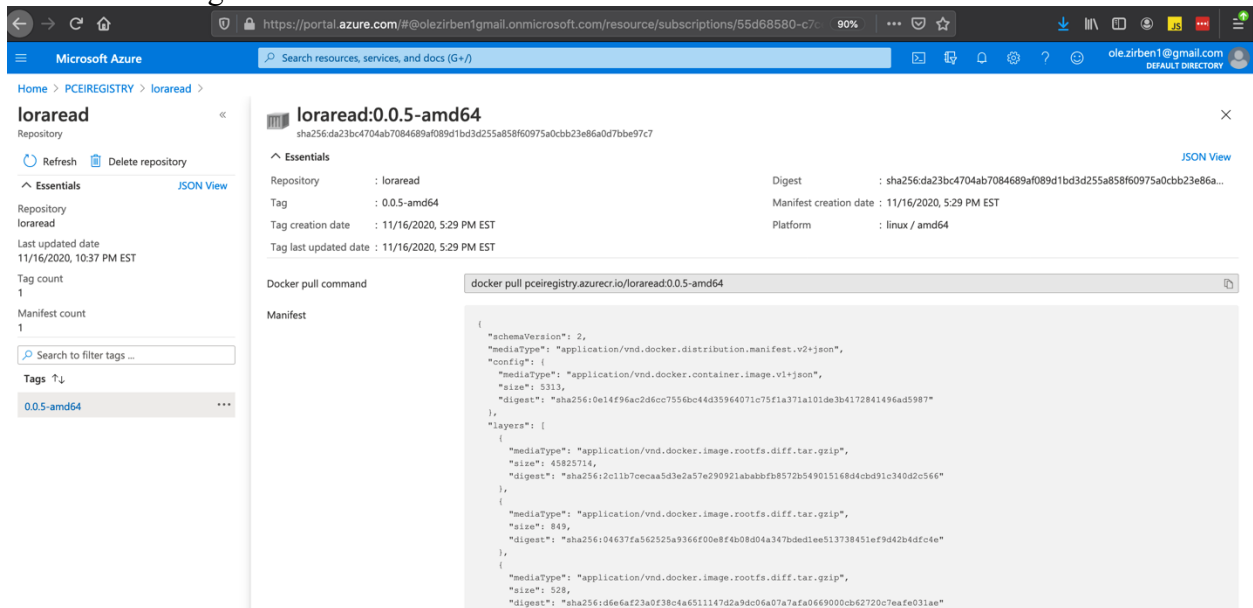 https://portal.azure.com/#@olezirben1gmail.onmicrosoft.com/resource/subscriptions/55d68580-c7 90%
JS
Microsoft Azure
Search resources, services, and docs (G+/)
ole.zirben1@gmail.com
DEFAULT DIRECTORY
Home > PCEIREGISTRY > loraread >
loraread
Repository
Refresh Delete repository
Essentials JSON View
Repository
loraread
Last updated date
11/16/2020, 10:37 PM EST
Tag count
1
Manifest count
1
Search to filter tags ...
Tags ↑↓
0.0.5-amd64 ...
loraread:0.0.5-amd64
sha256:da23bc4704ab7084689af089d1bd3d255a858f60975a0cbb23e86a0d7bbe97c7
Essentials JSON View
Repository : loraread
Tag : 0.0.5-amd64
Tag creation date : 11/16/2020, 5:29 PM EST
Tag last updated date : 11/16/2020, 5:29 PM EST
Digest : sha256:da23bc4704ab7084689af089d1bd3d255a858f60975a0cbb23e86a...
Manifest creation date : 11/16/2020, 5:29 PM EST
Platform : linux / amd64
Docker pull command docker pull pceiregistry.azurecr.io/loraread:0.0.5-amd64
Manifest
{
"schemaVersion": 2,
"mediaType": "application/vnd.docker.distribution.manifest.v2+json",
"config": {
"mediaType": "application/vnd.docker.container.image.v1+json",
"size": 5313,
"digest": "sha256:0e14f96ac2d6cc7556bc44d35964071c75f1a371a101de3b4172841496ad5987"
},
"layers": [
{
"mediaType": "application/vnd.docker.image.rootfs.diff.tar.gzip",
"size": 45825714,
"digest": "sha256:2c11b7cecaa5d3e2a57e290921ababbfb8572b549015168d4cbd91c340d2c566"
},
{
"mediaType": "application/vnd.docker.image.rootfs.diff.tar.gzip",
"size": 849,
"digest": "sha256:04637fa562525a9366f00e8f4b08d04a347bded1ee513738451ef9d42b4dfc4e"
},
{
"mediaType": "application/vnd.docker.image.rootfs.diff.tar.gzip",
"size": 528,
"digest": "sha256:d6e6af23a0f38c4a6511147d2a9dc06a07a7afa0669000cb62720c7eafe031ae"